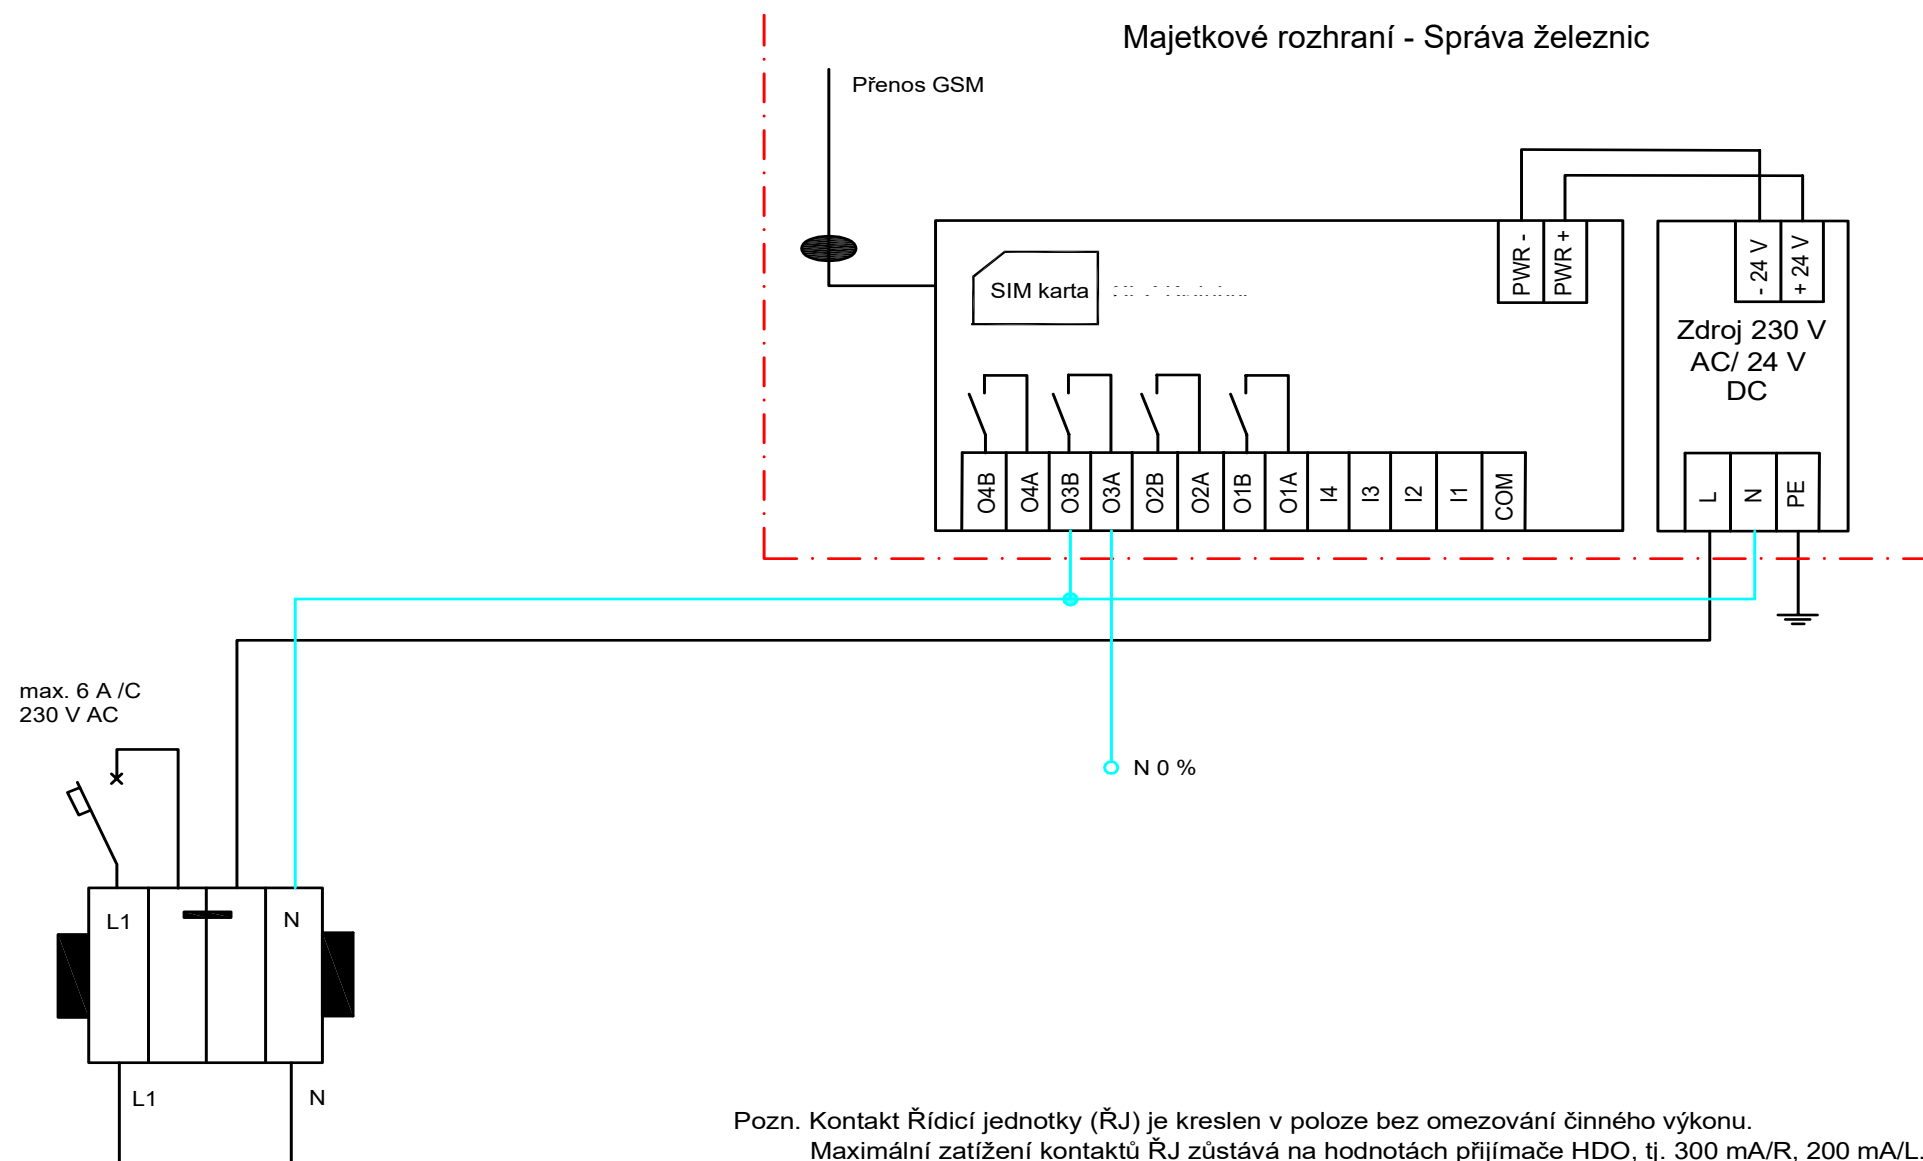 Majetkové rozhraní - Správa železnic
Přenos GSM
PWR -
PWR +
- 24 V
+ 24 V
SIM karta
Zdroj 230 V
AC/ 24 V
DC
O4B
O4A
O3B
O3A
O2B
O2A
O1B
O1A
I4
I3
I2
I1
COM
L
N
PE
max. 6 A /C
230 V AC
N 0 %
L1
N
L1
N
Pozn. Kontakt Řídicí jednotky (ŘJ) je kreslen v poloze bez omezování činného výkonu.
Maximální zatížení kontaktů ŘJ zůstává na hodnotách přijímače HDO, tj. 300 mA/R, 200 mA/L.